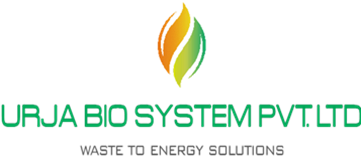 URJA BIO SYSTEM PVT. LTD
WASTE TO ENERGY SOLUTIONS